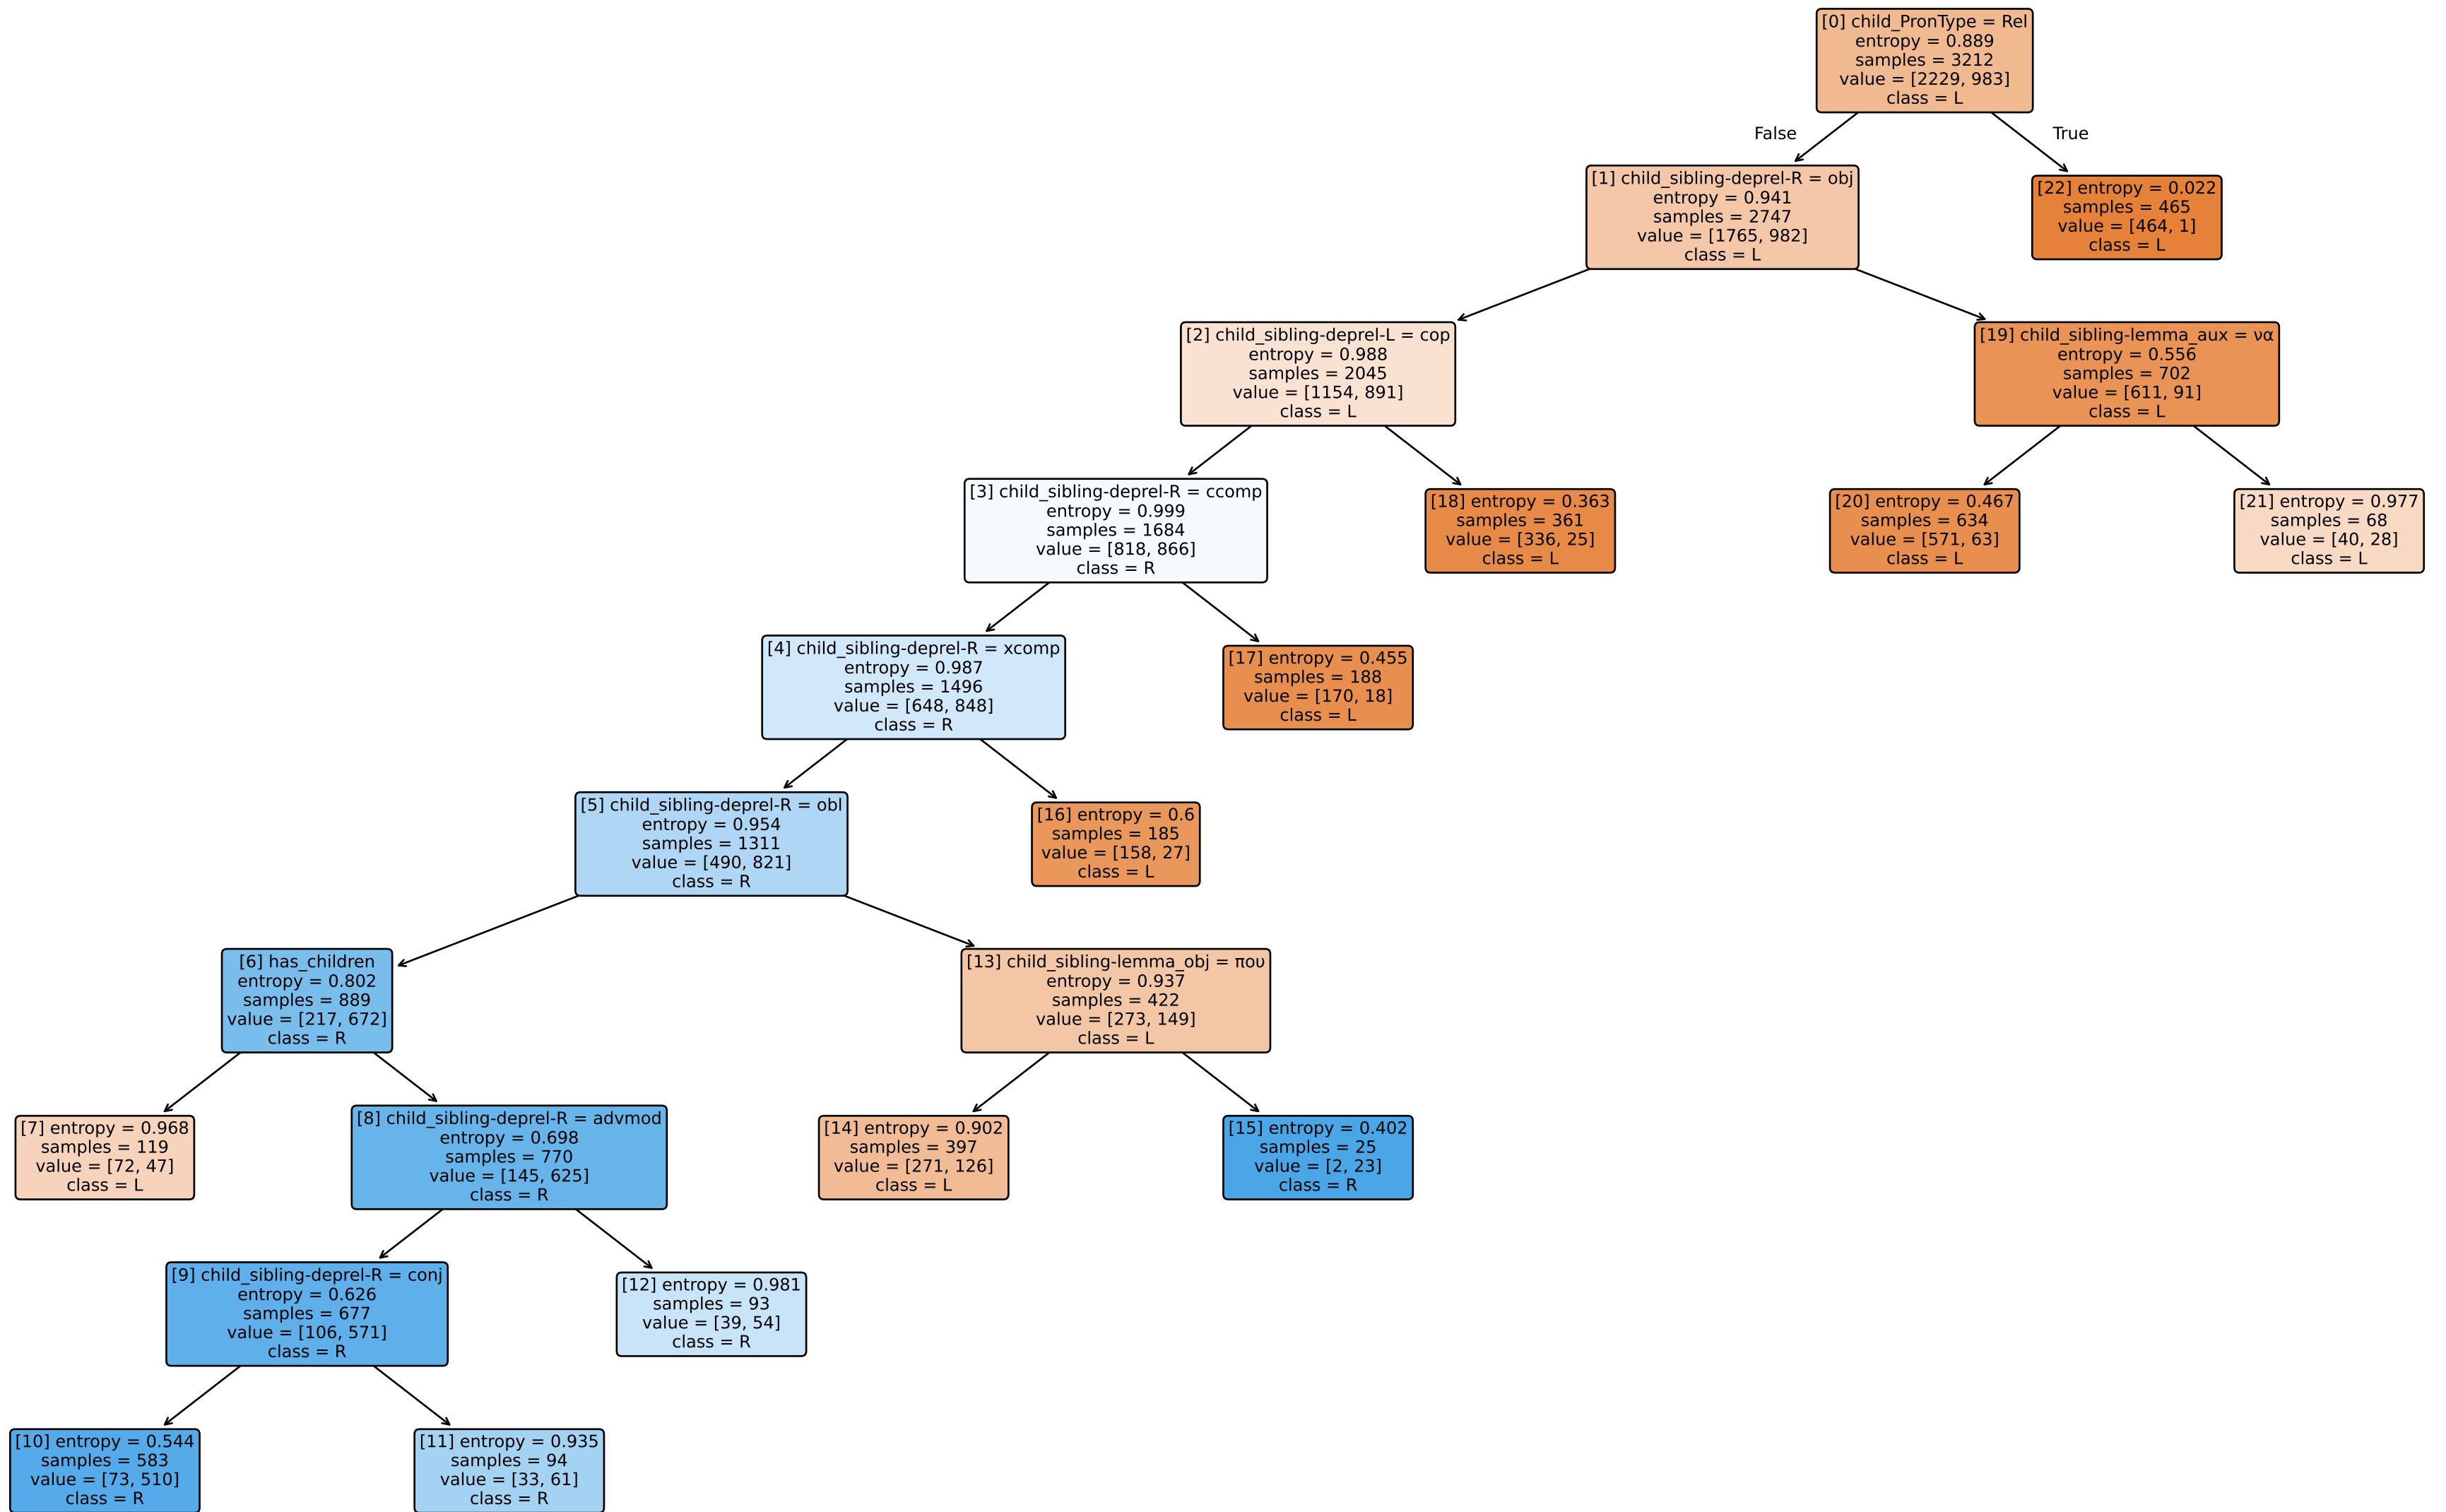 [0] child_PronType = Rel
entropy = 0.889
samples = 3212
value = [2229, 983]
class = L
False
True
[1] child_sibling-deprel-R = obj
entropy = 0.941
samples = 2747
value = [1765, 982]
class = L
[22] entropy = 0.022
samples = 465
value = [464, 1]
class = L
[2] child_sibling-deprel-L = cop
entropy = 0.988
samples = 2045
value = [1154, 891]
class = L
[19] child_sibling-lemma_aux = να
entropy = 0.556
samples = 702
value = [611, 91]
class = L
[3] child_sibling-deprel-R = ccomp
entropy = 0.999
samples = 1684
value = [818, 866]
class = R
[18] entropy = 0.363
samples = 361
value = [336, 25]
class = L
[20] entropy = 0.467
samples = 634
value = [571, 63]
class = L
[21] entropy = 0.977
samples = 68
value = [40, 28]
class = L
[4] child_sibling-deprel-R = xcomp
entropy = 0.987
samples = 1496
value = [648, 848]
class = R
[17] entropy = 0.455
samples = 188
value = [170, 18]
class = L
[5] child_sibling-deprel-R = obl
entropy = 0.954
samples = 1311
value = [490, 821]
class = R
[16] entropy = 0.6
samples = 185
value = [158, 27]
class = L
[6] has_children
entropy = 0.802
samples = 889
value = [217, 672]
class = R
[13] child_sibling-lemma_obj = που
entropy = 0.937
samples = 422
value = [273, 149]
class = L
[7] entropy = 0.968
samples = 119
value = [72, 47]
class = L
[8] child_sibling-deprel-R = advmod
entropy = 0.698
samples = 770
value = [145, 625]
class = R
[14] entropy = 0.902
samples = 397
value = [271, 126]
class = L
[15] entropy = 0.402
samples = 25
value = [2, 23]
class = R
[9] child_sibling-deprel-R = conj
entropy = 0.626
samples = 677
value = [106, 571]
class = R
[12] entropy = 0.981
samples = 93
value = [39, 54]
class = R
[10] entropy = 0.544
samples = 583
value = [73, 510]
class = R
[11] entropy = 0.935
samples = 94
value = [33, 61]
class = R